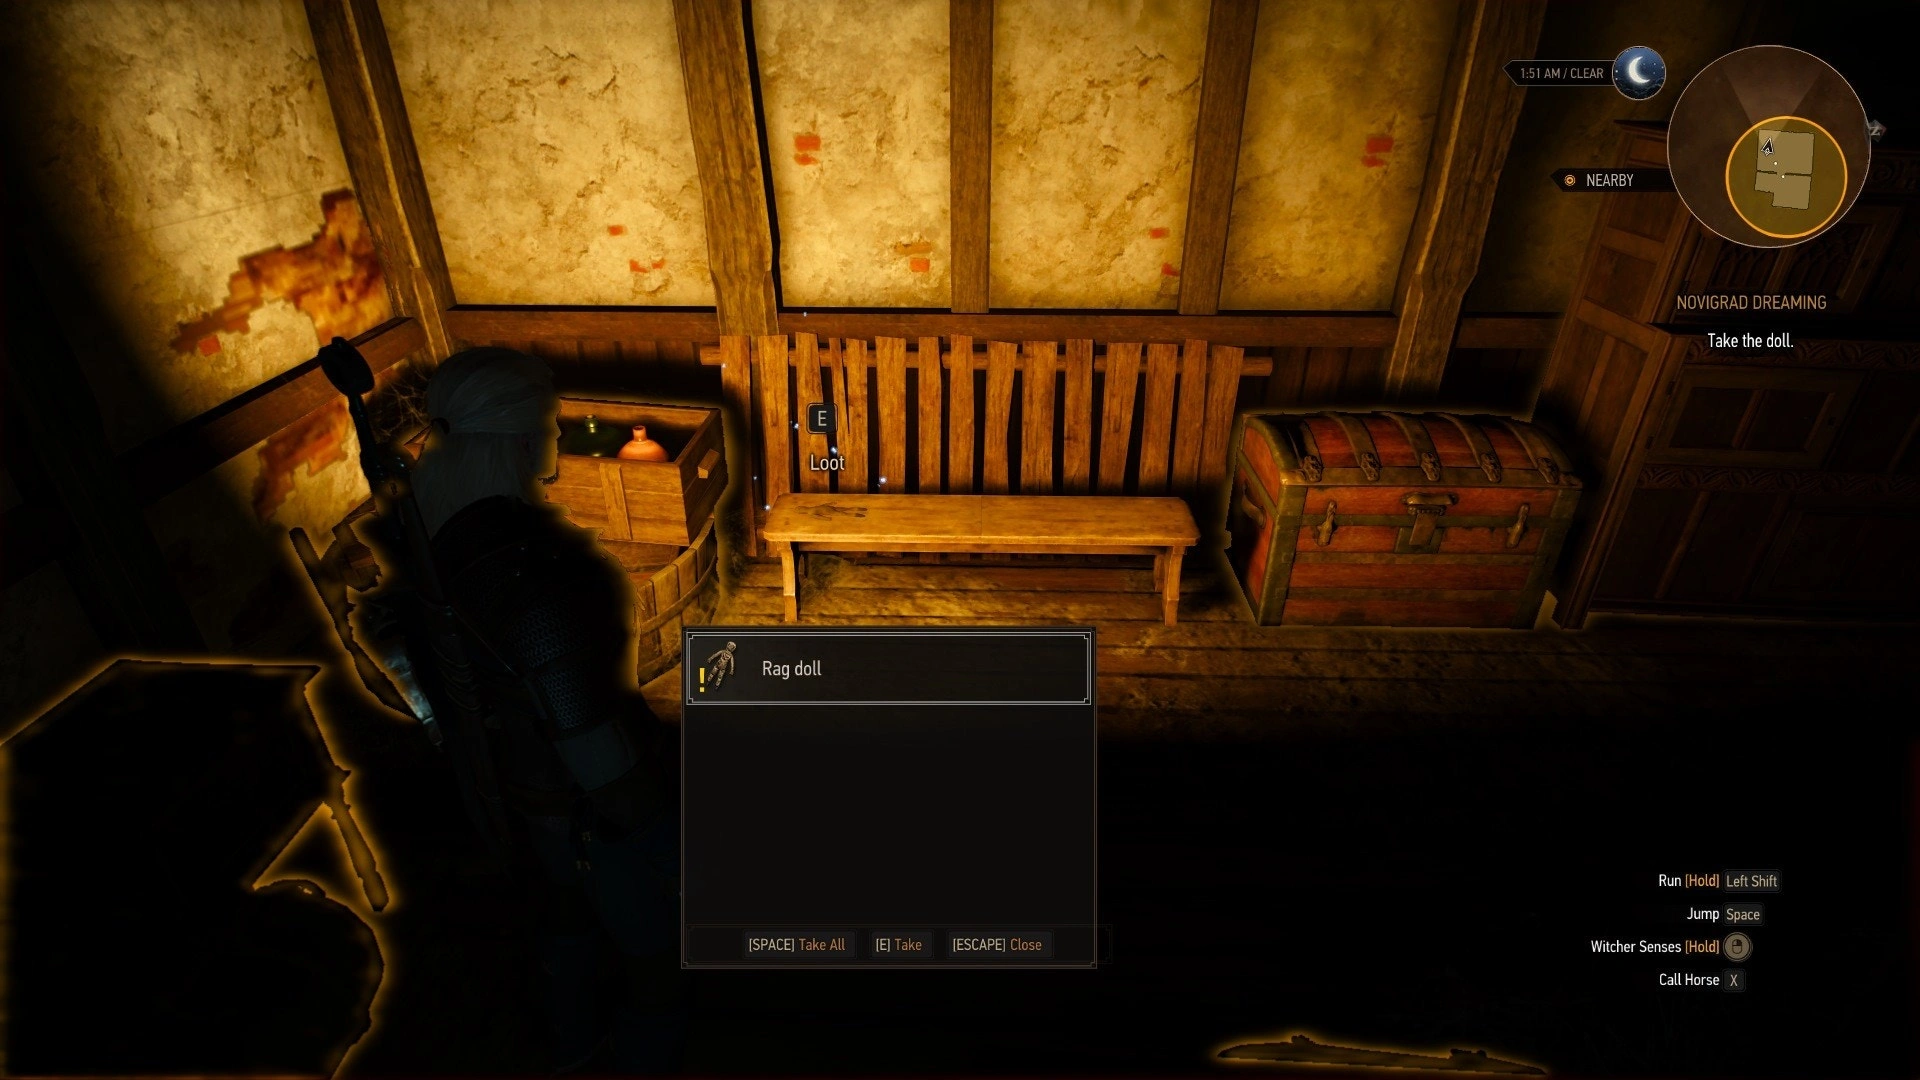 1:51 AM / CLEAR
Z
NEARBY
NOVIGRAD DREAMING
Take the doll.
E
Loot
! Rag doll
[SPACE] Take All [E] Take [ESCAPE] Close
Run [Hold] Left Shift
Jump Space
Witcher Senses [Hold]
Call Horse X